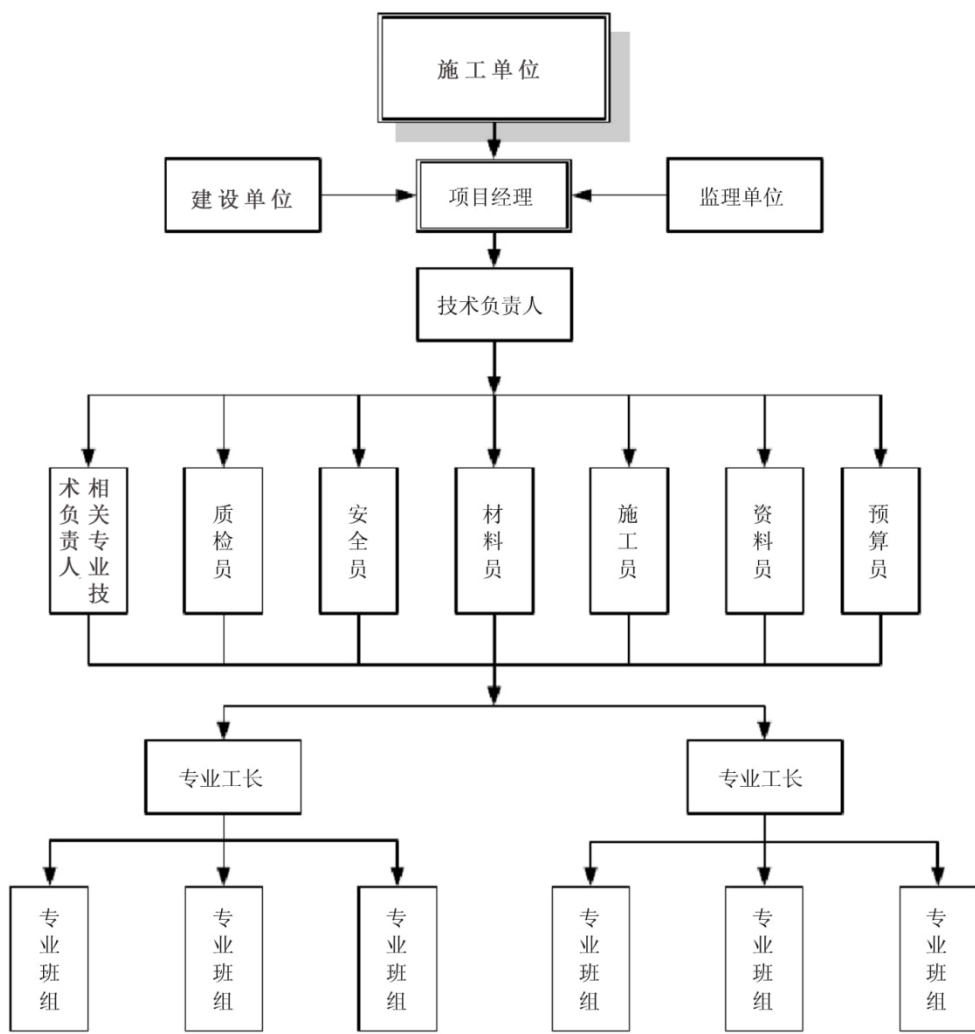 施工单位
建设单位
项目经理
监理单位
技术负责人
相关专业技
术负责人
质检员
安全员
材料员
施工员
资料员
预算员
专业工长
专业工长
专业班组
专业班组
专业班组
专业班组
专业班组
专业班组